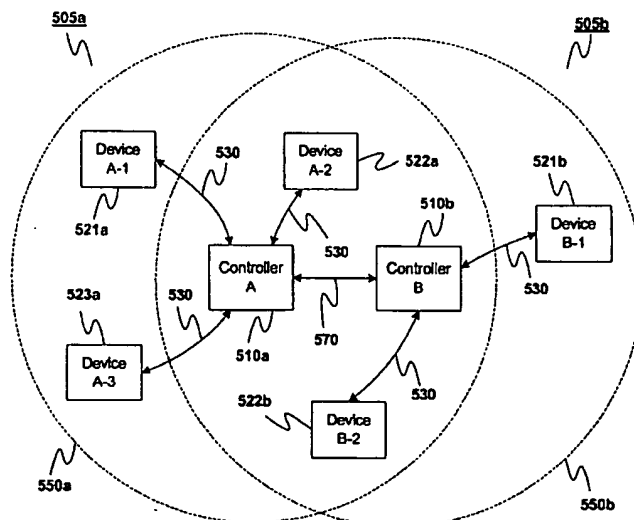 505a
505b
Device
A-1
530
Device
A-2
522a
521b
521a
530
510b
Device
B-1
Controller
A
Controller
B
530
523a
530
510a
570
Device
A-3
530
522b
Device
B-2
550a
550b